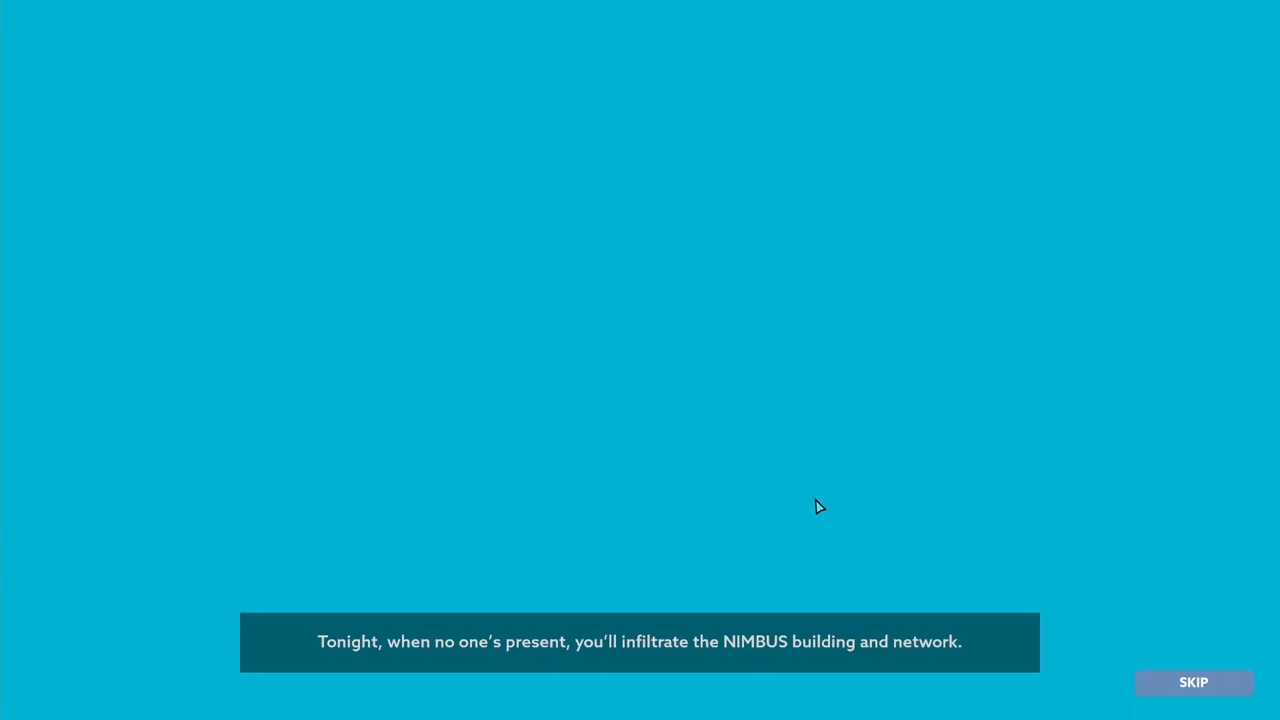 Tonight, when no one's present, you'll infiltrate the NIMBUS building and network.
SKIP